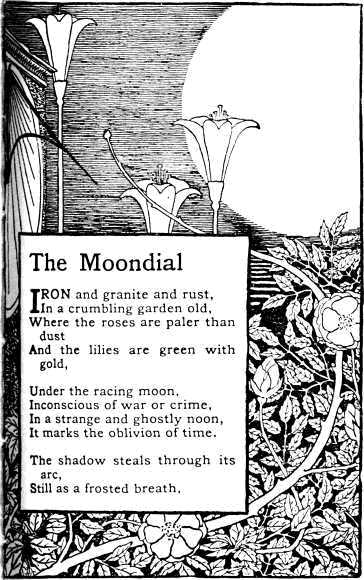 The Moondial
IRON and granite and rust,
In a crumbling garden old,
Where the roses are paler than
dust
And the lilies are green with
gold,
Under the racing moon,
Inconscious of war or crime,
In a strange and ghostly noon,
It marks the oblivion of time.
The shadow steals through its
arc,
Still as a frosted breath,